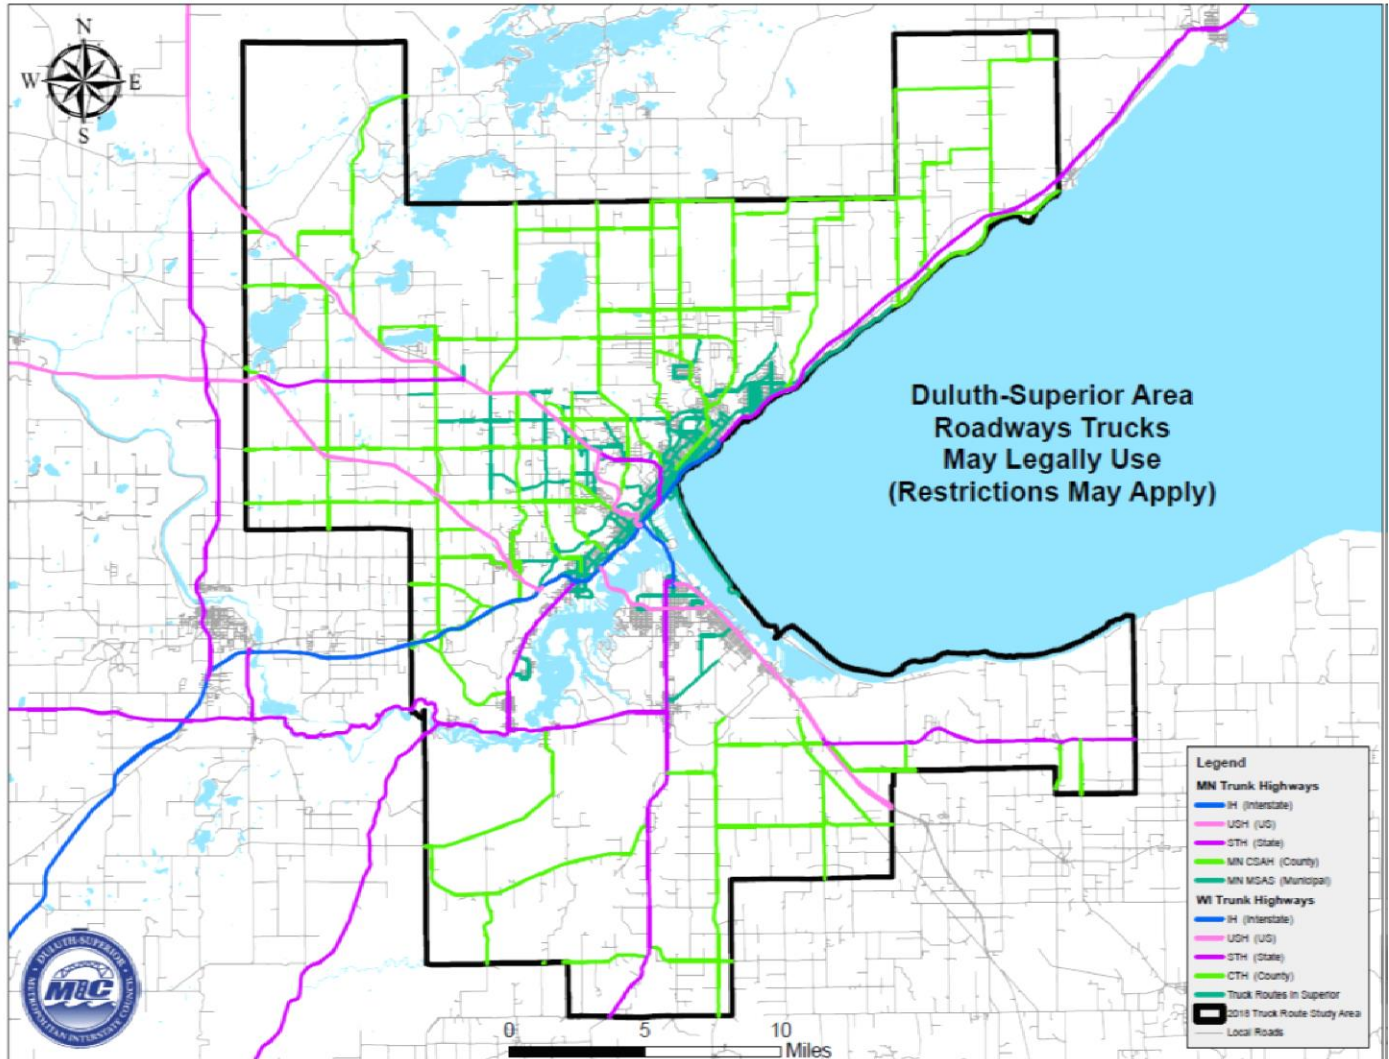 N
W E
S
Duluth-Superior Area
Roadways Trucks
May Legally Use
(Restrictions May Apply)
Legend
MN Trunk Highways
IH (Interstate)
USH (US)
STH (State)
MN CSAH (County)
MN MSAS (Municipal)
WI Trunk Highways
IH (Interstate)
USH (US)
STH (State)
CTH (County)
Truck Routes in Superior
2018 Truck Route Study Area
Local Roads
DULUTH-SUPERIOR
MIC
METROPOLITAN INTERSTATE COUNCIL
0 5 10
Miles